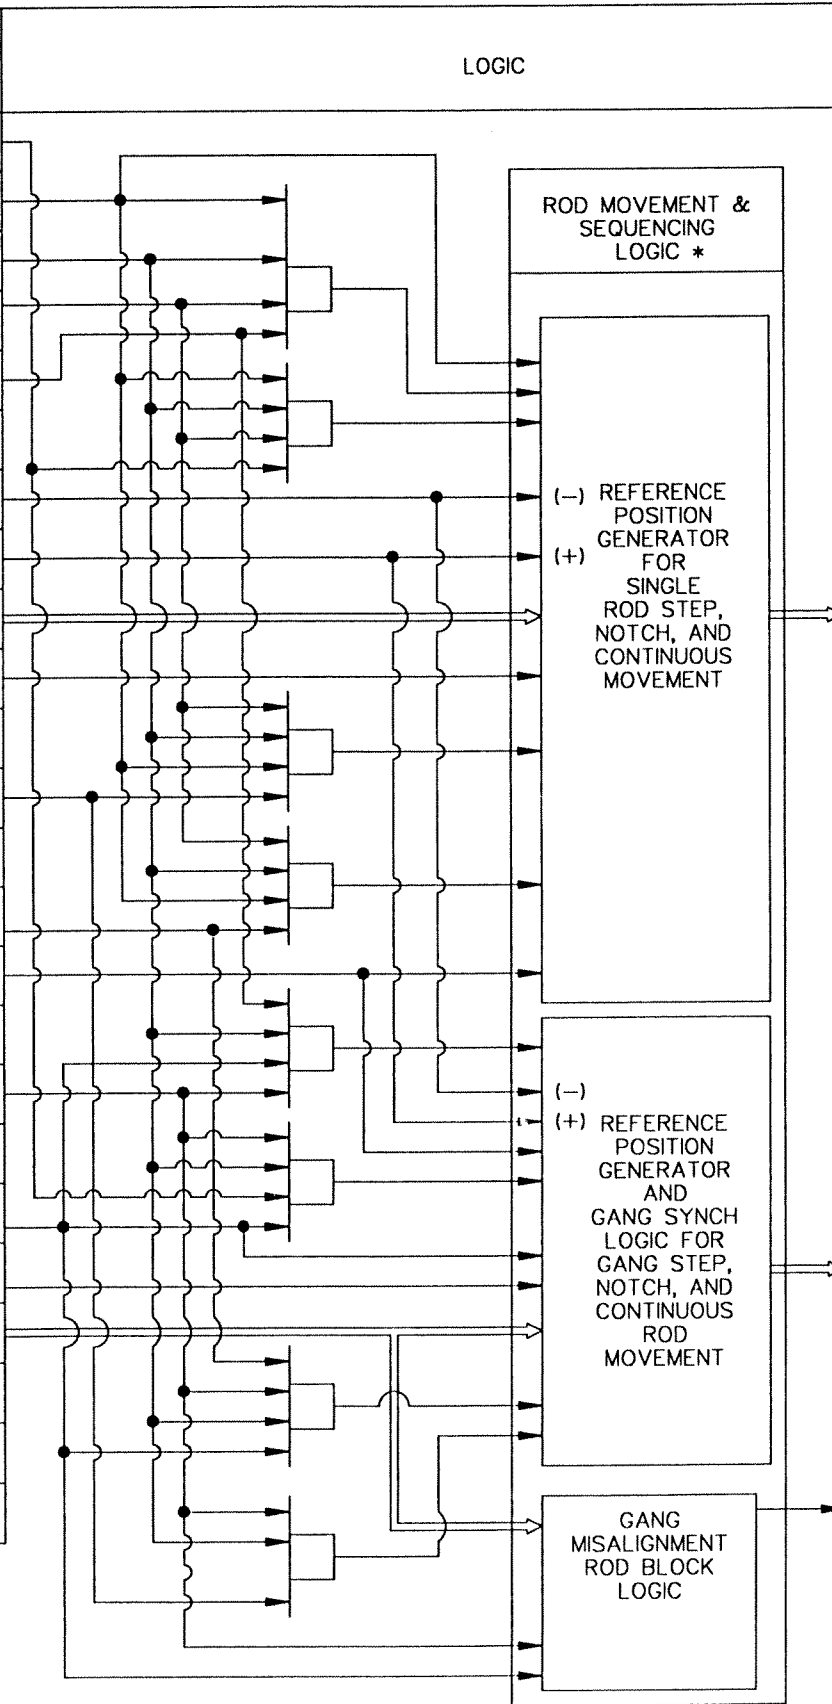 LOGIC
ROD MOVEMENT &
SEQUENCING
LOGIC *
(–) REFERENCE
POSITION
GENERATOR
(+) FOR
SINGLE
ROD STEP,
NOTCH, AND
CONTINUOUS
MOVEMENT
(–)
(+) REFERENCE
POSITION
GENERATOR
AND
GANG SYNCH
LOGIC FOR
GANG STEP,
NOTCH, AND
CONTINUOUS
ROD
MOVEMENT
GANG
MISALIGNMENT
ROD BLOCK
LOGIC